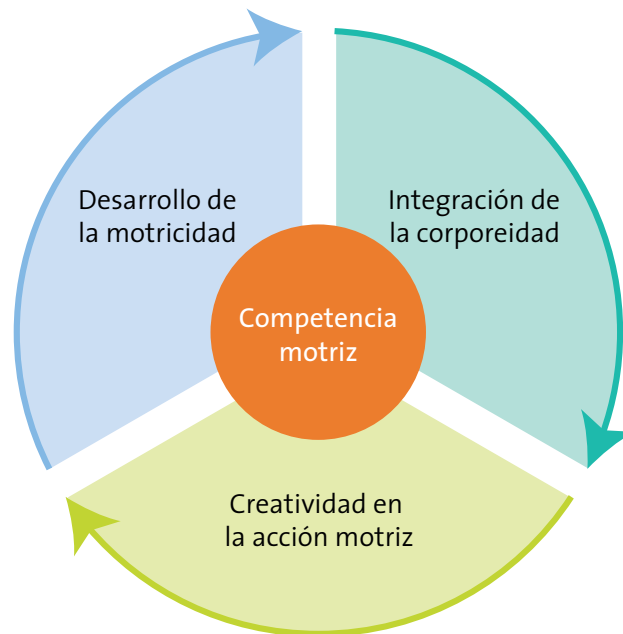 Desarrollo de
la motricidad
Integración de
la corporeidad
Competencia
motriz
Creatividad en
la acción motriz